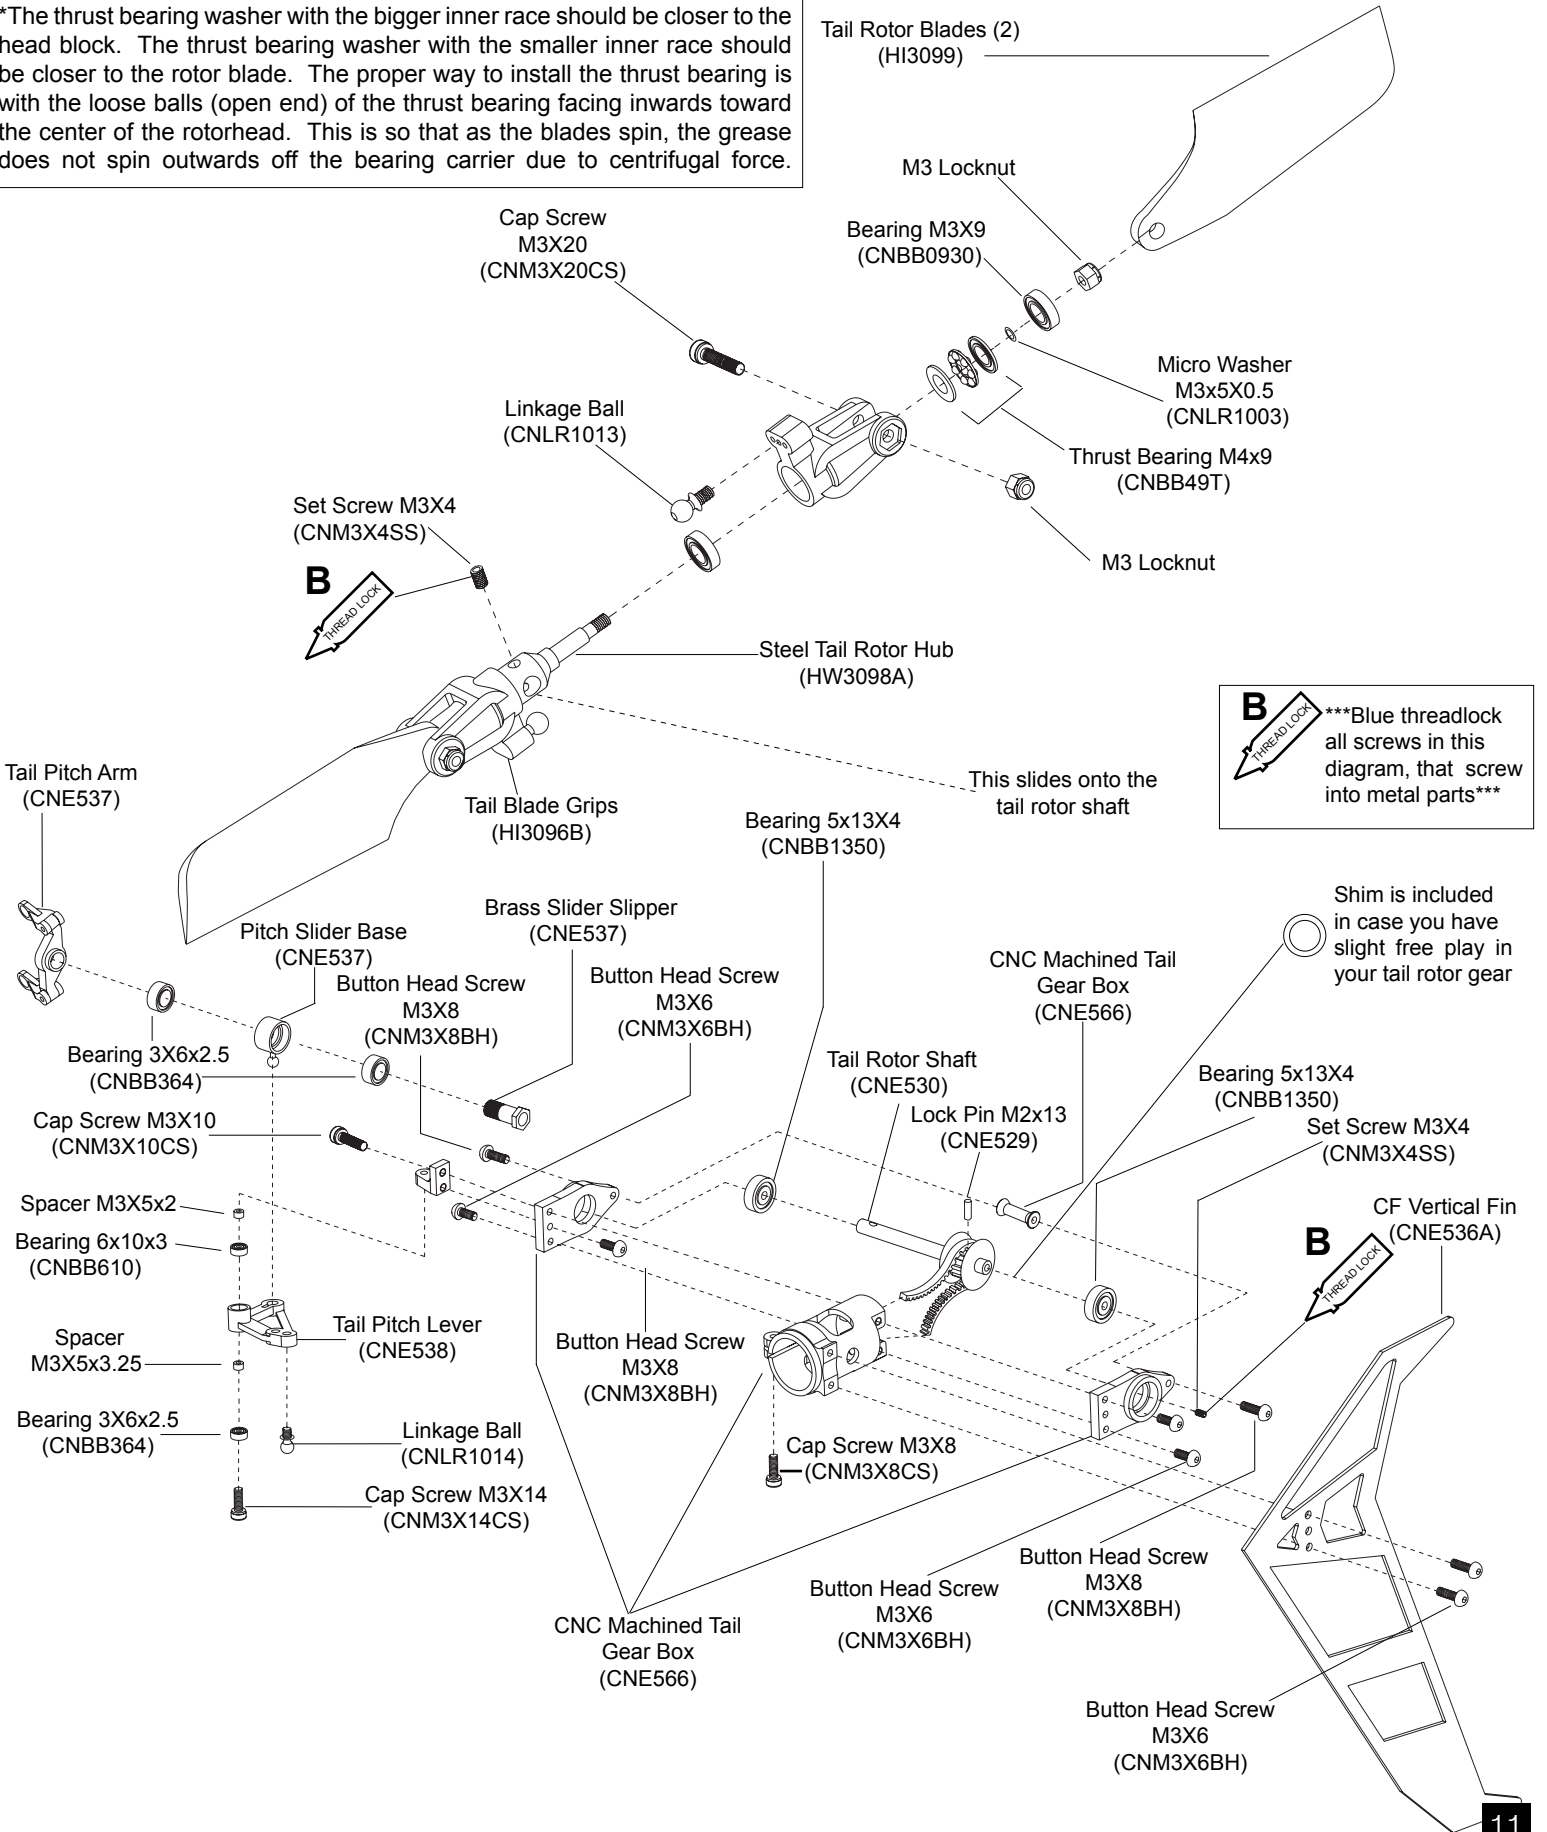 *The thrust bearing washer with the bigger inner race should be closer to the
head block. The thrust bearing washer with the smaller inner race should
be closer to the rotor blade. The proper way to install the thrust bearing is
with the loose balls (open end) of the thrust bearing facing inwards toward
the center of the rotorhead. This is so that as the blades spin, the grease
does not spin outwards off the bearing carrier due to centrifugal force.
Tail Rotor Blades (2)
(HI3099)
M3 Locknut
Cap Screw
M3X20
(CNM3X20CS)
Bearing M3X9
(CNBB0930)
Micro Washer
M3x5X0.5
(CNLR1003)
Linkage Ball
(CNLR1013)
Thrust Bearing M4x9
(CNBB49T)
Set Screw M3X4
(CNM3X4SS)
M3 Locknut
B
THREAD LOCK
Steel Tail Rotor Hub
(HW3098A)
B
THREAD LOCK
***Blue threadlock
all screws in this
diagram, that screw
into metal parts***
Tail Pitch Arm
(CNE537)
This slides onto the
tail rotor shaft
Tail Blade Grips
(HI3096B)
Bearing 5x13X4
(CNBB1350)
Shim is included
in case you have
slight free play in
your tail rotor gear
Brass Slider Slipper
(CNE537)
Pitch Slider Base
(CNE537)
CNC Machined Tail
Gear Box
(CNE566)
Button Head Screw
M3X6
(CNM3X6BH)
Button Head Screw
M3X8
(CNM3X8BH)
Bearing 3X6x2.5
(CNBB364)
Tail Rotor Shaft
(CNE530)
Bearing 5x13X4
(CNBB1350)
Cap Screw M3X10
(CNM3X10CS)
Lock Pin M2x13
(CNE529)
Set Screw M3X4
(CNM3X4SS)
Spacer M3X5x2
CF Vertical Fin
(CNE536A)
Bearing 6x10x3
(CNBB610)
B
THREAD LOCK
Tail Pitch Lever
(CNE538)
Spacer
M3X5x3.25
Button Head Screw
M3X8
(CNM3X8BH)
Bearing 3X6x2.5
(CNBB364)
Linkage Ball
(CNLR1014)
Cap Screw M3X8
(CNM3X8CS)
Cap Screw M3X14
(CNM3X14CS)
Button Head Screw
M3X8
(CNM3X8BH)
Button Head Screw
M3X6
(CNM3X6BH)
CNC Machined Tail
Gear Box
(CNE566)
Button Head Screw
M3X6
(CNM3X6BH)
11